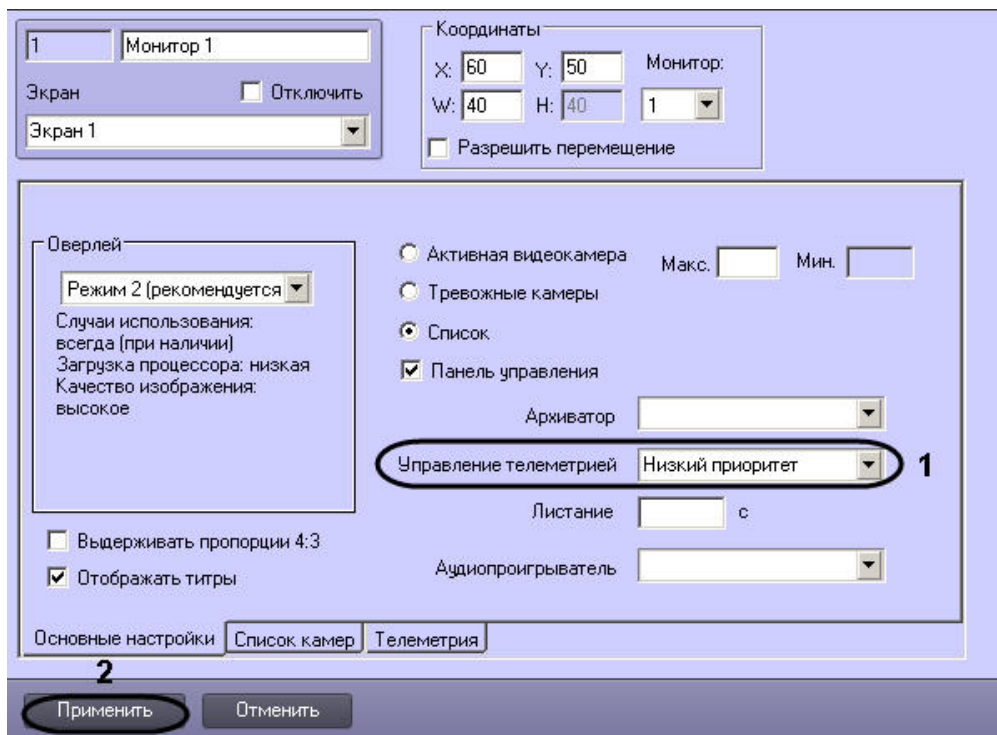 1 Монитор 1
Экран Отключить
Экран 1
Координаты
X: 60 Y: 50 Монитор:
W: 40 H: 40 1
Разрешить перемещение
Оверлей
Режим 2 (рекомендуется
Случаи использования:
всегда (при наличии)
Загрузка процессора: низкая
Качество изображения:
высокое
Выдерживать пропорции 4:3
Отображать титры
Активная видеокамера Макс. Мин.
Тревожные камеры
Список
Панель управления
Архиватор
Управление телеметрией Низкий приоритет 1
Листание с
Аудиопроигрыватель
Основные настройки Список камер Телеметрия
2
Применить Отменить